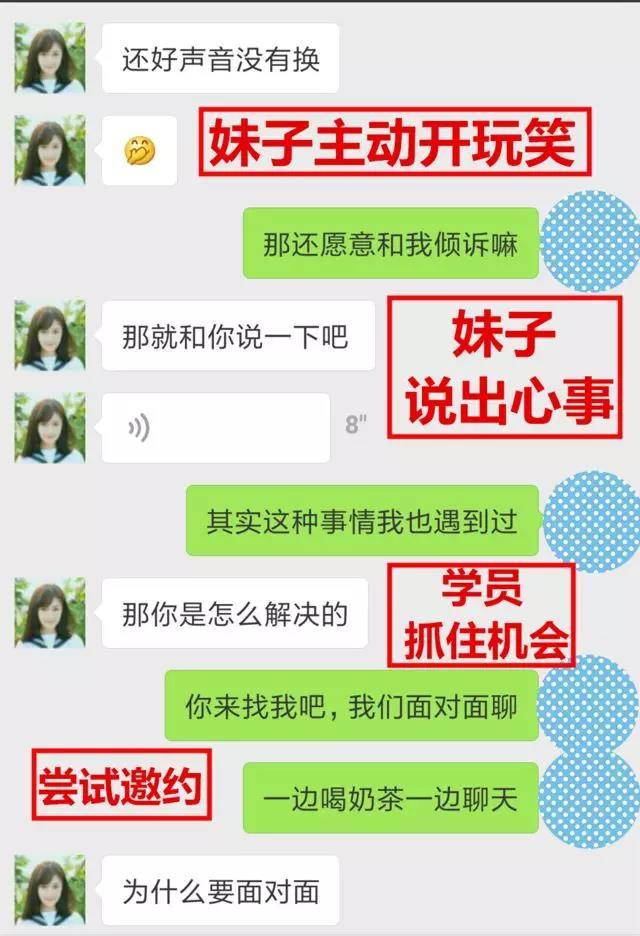 还好声音没有换
妹子主动开玩笑
那还愿意和我倾诉嘛
那就和你说一下吧
妹子
说出心事
8"
其实这种事情我也遇到过
那你是怎么解决的
学员
抓住机会
你来找我吧，我们面对面聊
尝试邀约
一边喝奶茶一边聊天
为什么要面对面